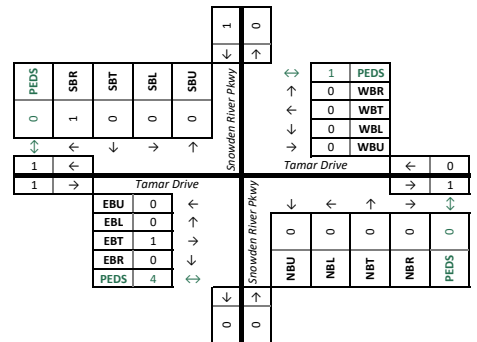 1 0
↓ ↑
PEDS SBR SBT SBL SBU
0 1 0 0 0
↕ ← ↓ → ↑
Snowden River Pkwy
↔ 1 PEDS
↑ 0 WBR
← 0 WBT
↓ 0 WBL
→ 0 WBU
1 ←
Tamar Drive
← 0
1 →
Tamar Drive
→ 1
EBU 0 ←
EBL 0 ↑
EBT 1 →
EBR 0 ↓
PEDS 4 ↔
Snowden River Pkwy
↓ ← ↑ → ↕
0 0 0 0 0
NBU NBL NBT NBR PEDS
↓ ↑
0 0